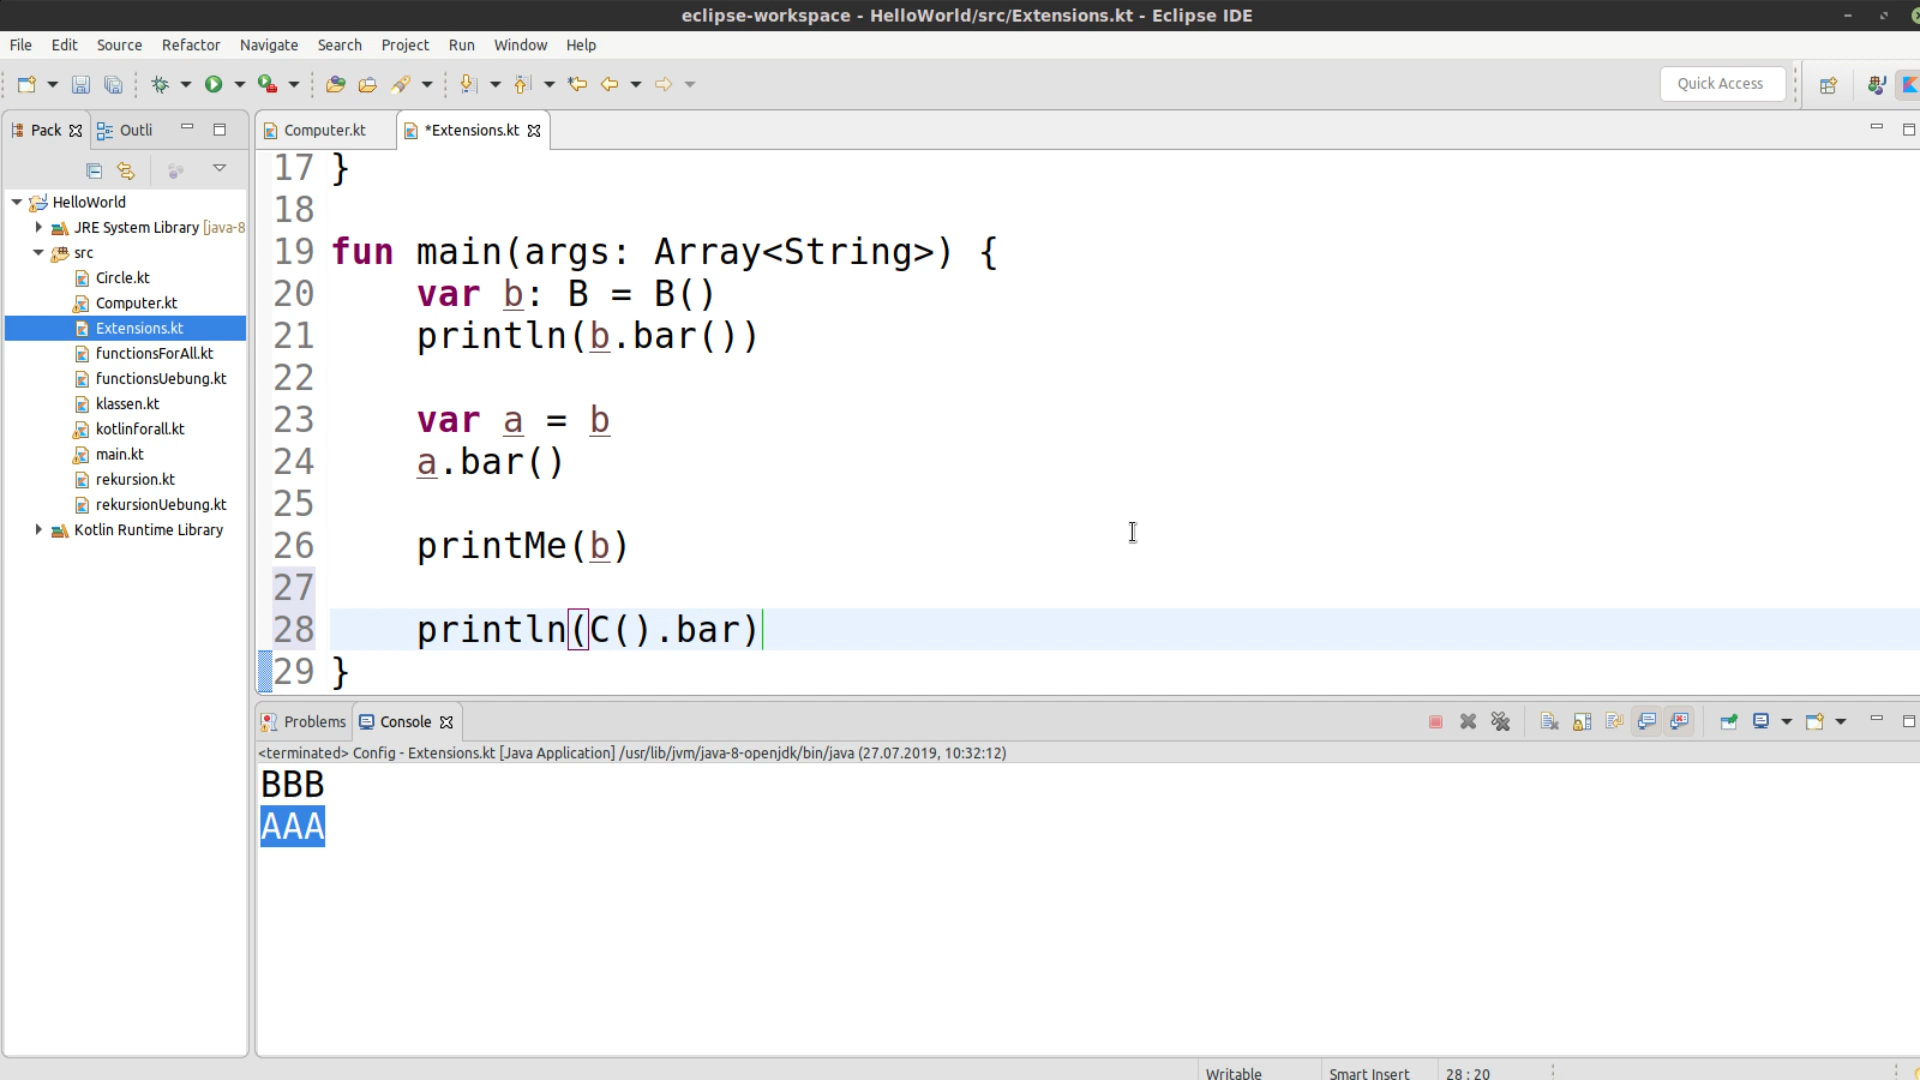 eclipse-workspace - HelloWorld/src/Extensions.kt - Eclipse IDE
File Edit Source Refactor Navigate Search Project Run Window Help
Quick Access
Pack Outli
Computer.kt *Extensions.kt
HelloWorld
JRE System Library [java-8
src
Circle.kt
Computer.kt
Extensions.kt
functionsForAll.kt
functionsUebung.kt
klassen.kt
kotlinforall.kt
main.kt
rekursion.kt
rekursionUebung.kt
Kotlin Runtime Library
17 }
18
19 fun main(args: Array<String>) {
20 var b: B = B()
21 println(b.bar())
22
23 var a = b
24 a.bar()
25
26 printMe(b)
27
28 println(C().bar)
29 }
Problems Console
<terminated> Config - Extensions.kt [Java Application] /usr/lib/jvm/java-8-openjdk/bin/java (27.07.2019, 10:32:12)
BBB
AAA
Writable Smart Insert 28 : 20